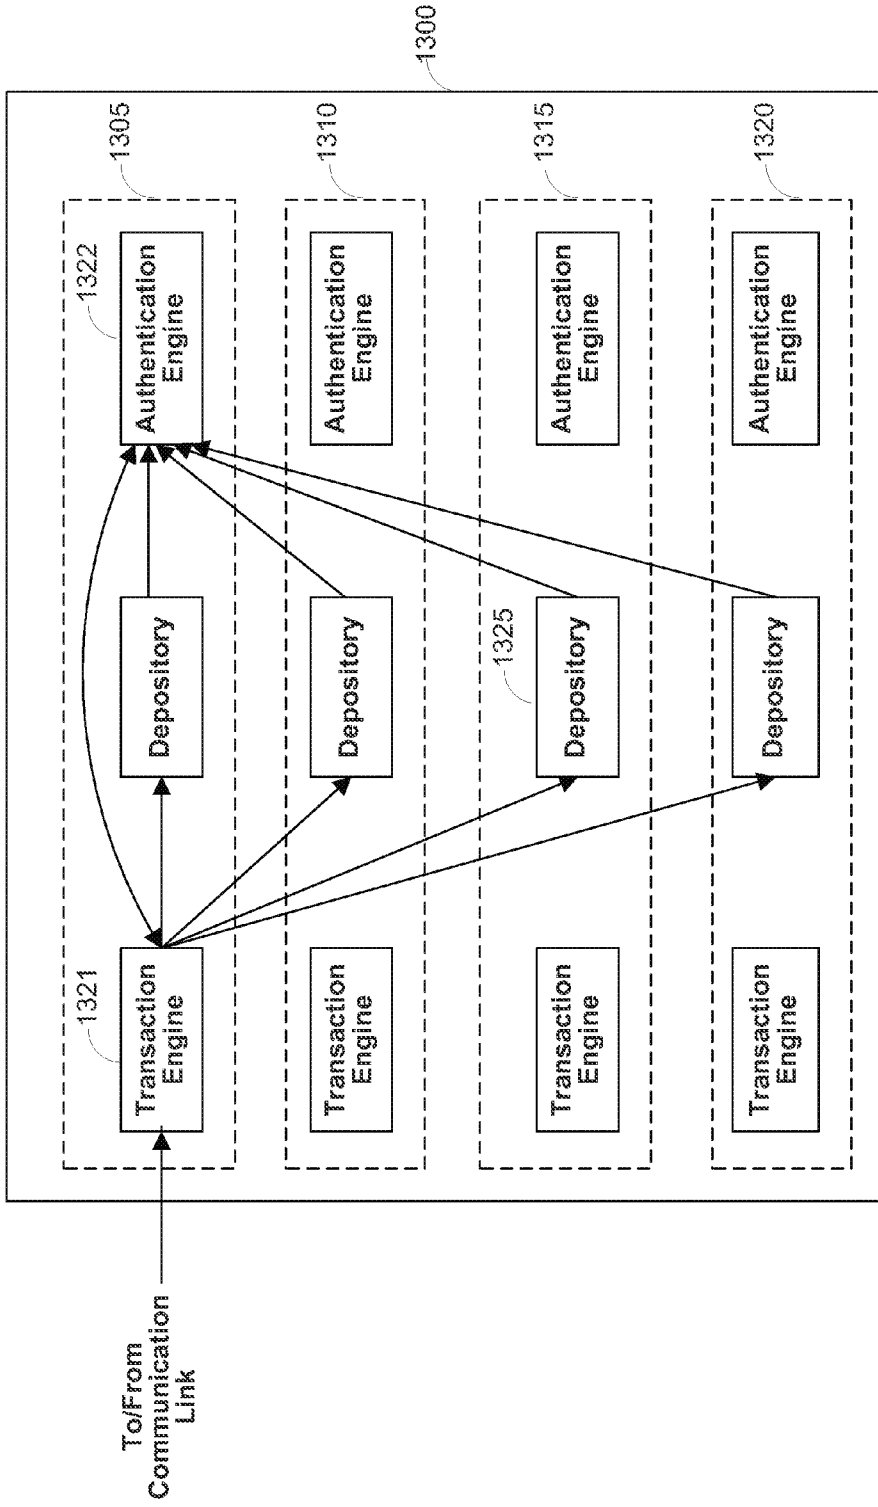 1300
1305
1322
Authentication
Engine
Depository
1321
Transaction
Engine
To/From
Communication
Link
1310
Authentication
Engine
Depository
Transaction
Engine
1315
Authentication
Engine
1325
Depository
Transaction
Engine
1320
Authentication
Engine
Depository
Transaction
Engine